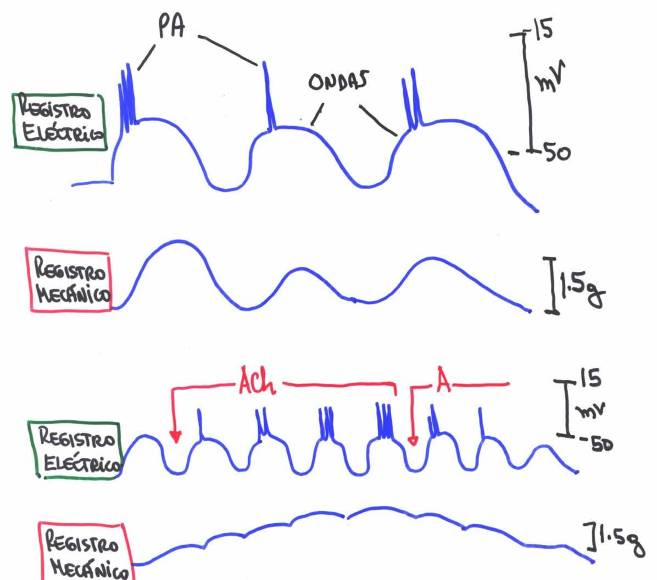 PA
-15
mV
-50
REGISTRO
ELÉCTRICO
ONDAS
REGISTRO
MECÁNICO
1.5g
ACh
A
15
mV
-50
REGISTRO
ELÉCTRICO
REGISTRO
MECÁNICO
1.5g